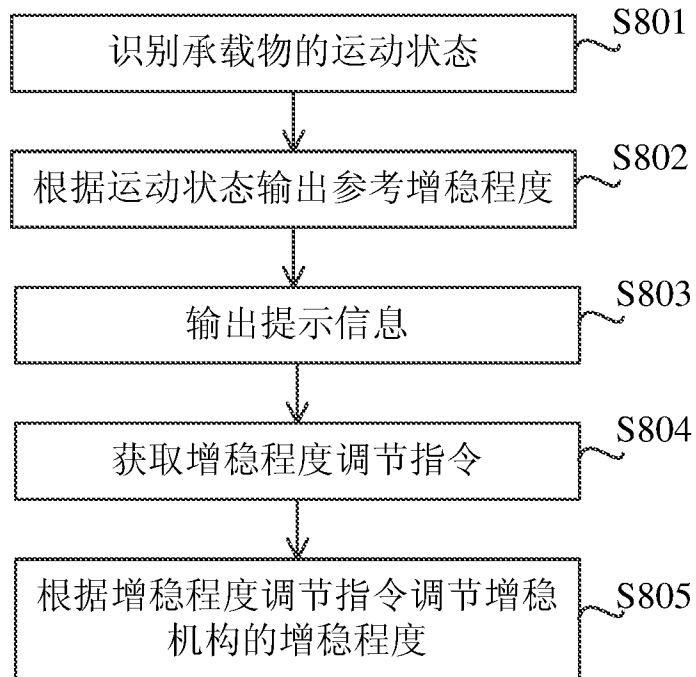 S801
识别承载物的运动状态
S802
根据运动状态输出参考增稳程度
S803
输出提示信息
S804
获取增稳程度调节指令
S805
根据增稳程度调节指令调节增稳
机构的增稳程度